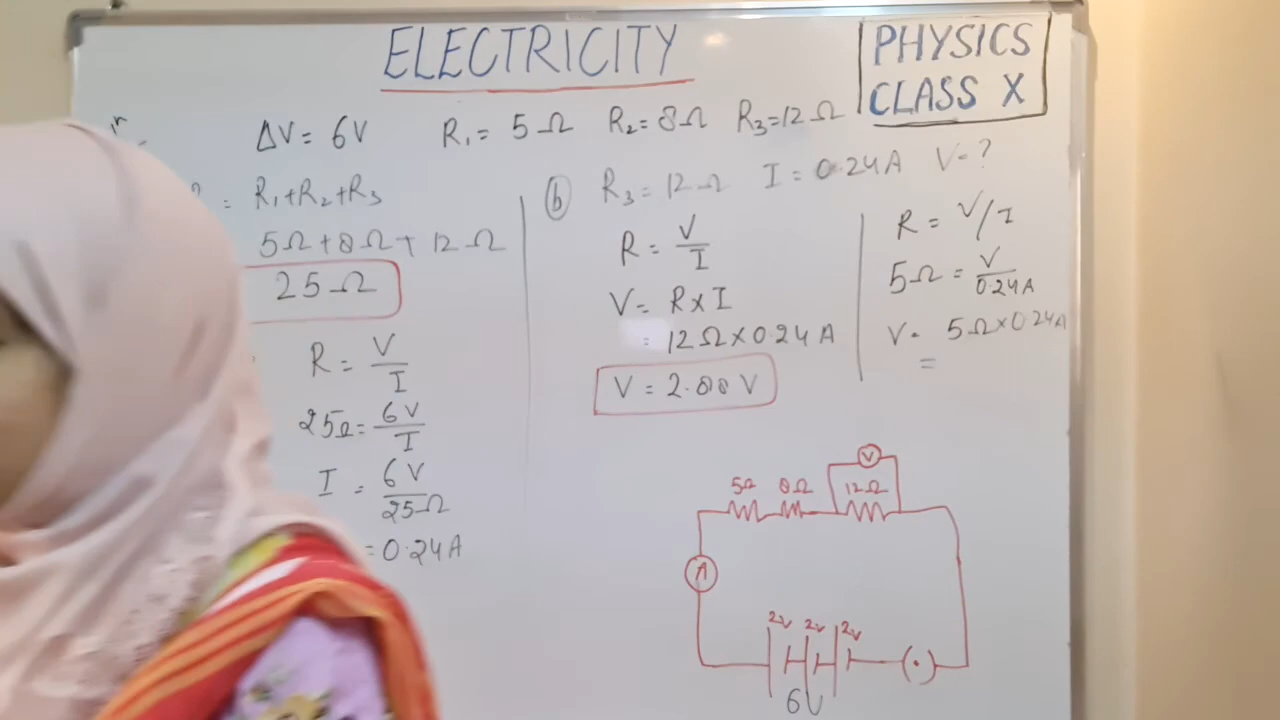 ELECTRICITY
PHYSICS
CLASS X
ΔV = 6V R₁ = 5Ω R₂ = 8Ω R₃ = 12Ω
= R₁+R₂+R₃
5Ω + 8Ω + 12Ω
25Ω
R = V/I
25Ω = 6V/I
I = 6V/25Ω
= 0.24A
(b) R₃ = 12Ω I = 0.24A V = ?
R = V/I
V = R × I
= 12Ω × 0.24A
V = 2.88 V
R = V/I
5Ω = V/0.24A
V = 5Ω × 0.24A
=
V
5Ω 8Ω 12Ω
A
2V 2V 2V
6V